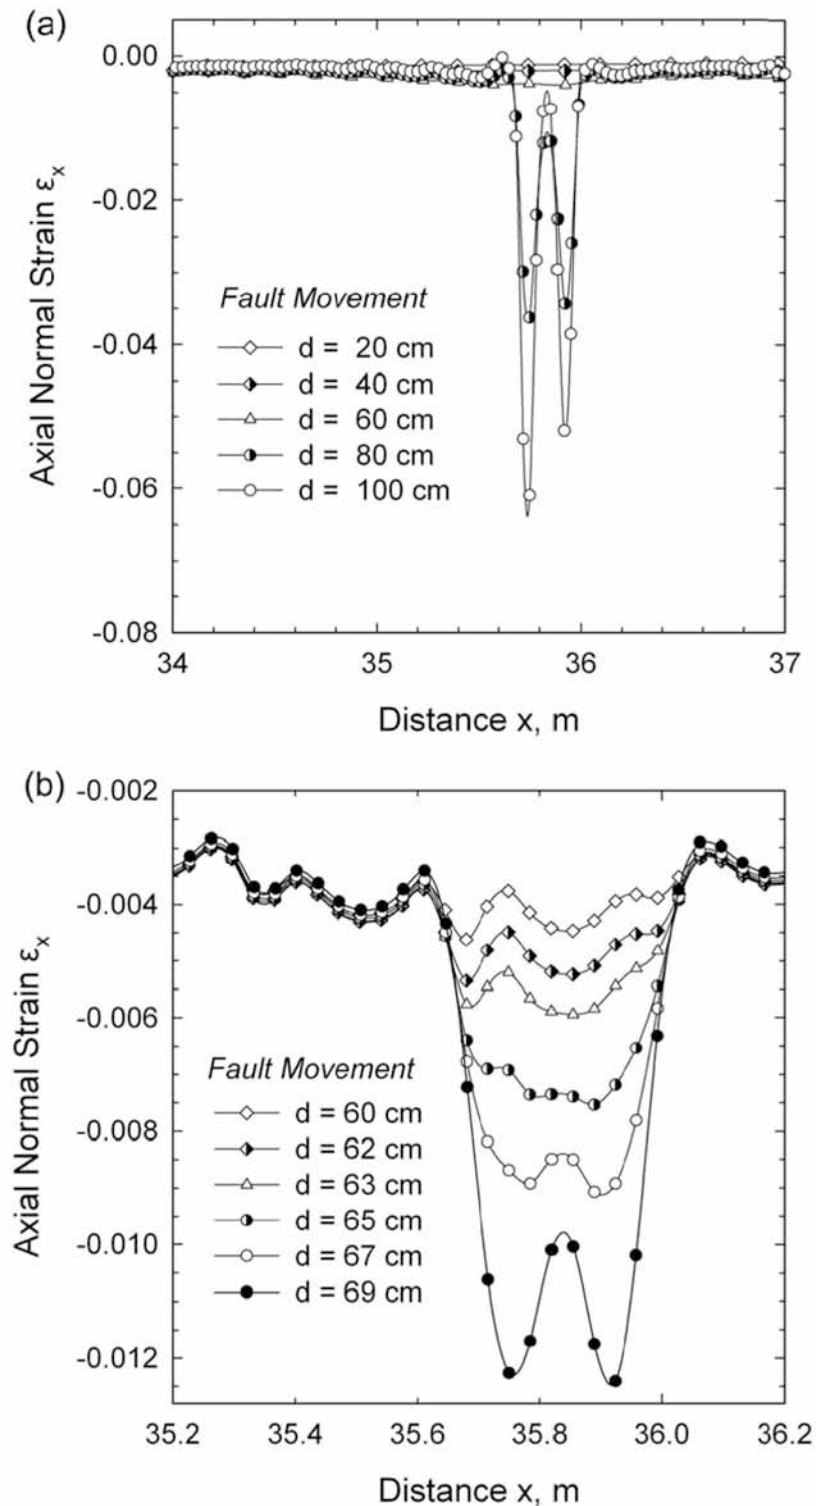 (a)
0.00
-0.02
-0.04
-0.06
-0.08
Axial Normal Strain εx
Fault Movement
d = 20 cm
d = 40 cm
d = 60 cm
d = 80 cm
d = 100 cm
34 35 36 37
Distance x, m
(b)
-0.002
-0.004
-0.006
-0.008
-0.010
-0.012
Axial Normal Strain εx
Fault Movement
d = 60 cm
d = 62 cm
d = 63 cm
d = 65 cm
d = 67 cm
d = 69 cm
35.2 35.4 35.6 35.8 36.0 36.2
Distance x, m